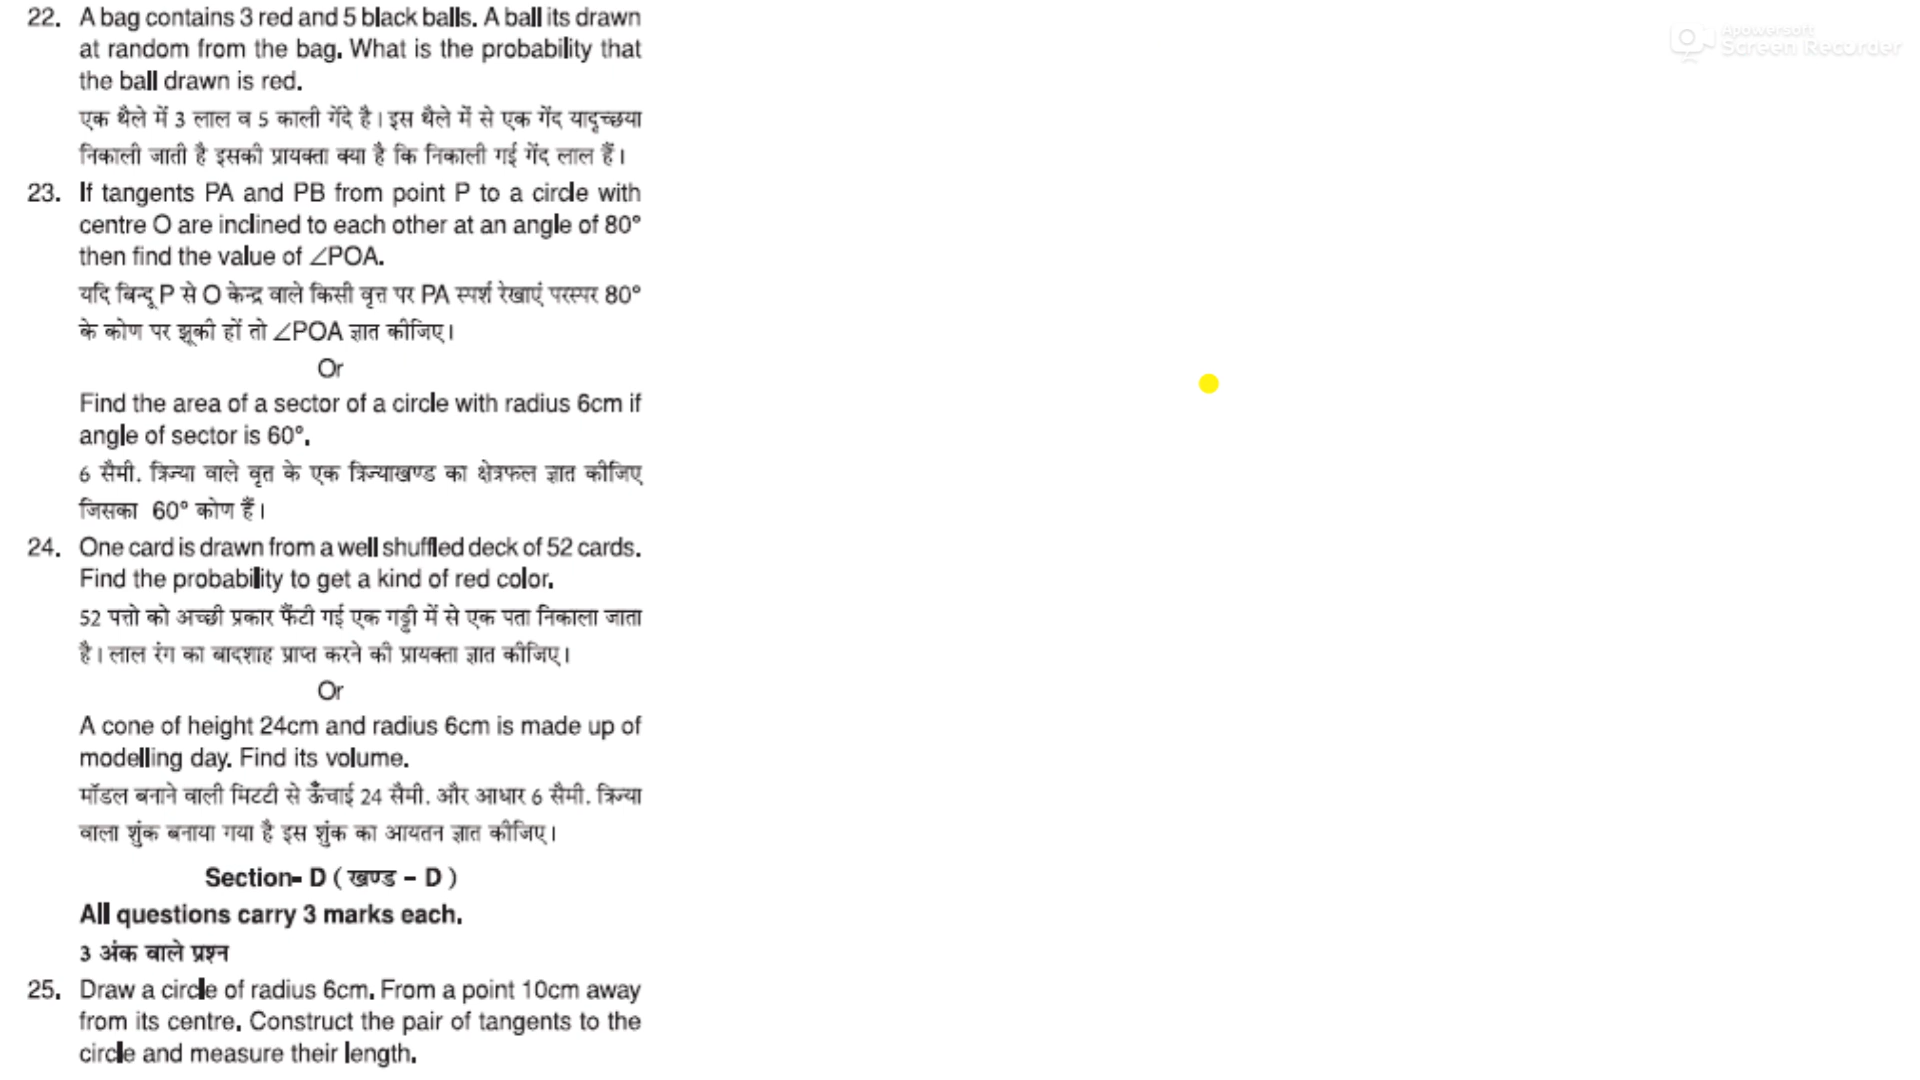 22. A bag contains 3 red and 5 black balls. A ball its drawn
at random from the bag. What is the probability that
the ball drawn is red.
एक थैले में 3 लाल व 5 काली गेंदे है। इस थैले में से एक गेंद यादृच्छया
निकाली जाती है इसकी प्रायक्ता क्या है कि निकाली गई गेंद लाल हैं।
23. If tangents PA and PB from point P to a circle with
centre O are inclined to each other at an angle of 80°
then find the value of ∠POA.
यदि बिन्दू P से O केन्द्र वाले किसी वृत्त पर PA स्पर्श रेखाएं परस्पर 80°
के कोण पर झूकी हों तो ∠POA ज्ञात कीजिए।
Or
Find the area of a sector of a circle with radius 6cm if
angle of sector is 60°.
6 सैमी. त्रिज्या वाले वृत के एक त्रिज्याखण्ड का क्षेत्रफल ज्ञात कीजिए
जिसका 60° कोण हैं।
24. One card is drawn from a well shuffled deck of 52 cards.
Find the probability to get a kind of red color.
52 पत्तो को अच्छी प्रकार फैंटी गई एक गड्डी में से एक पता निकाला जाता
है। लाल रंग का बादशाह प्राप्त करने की प्रायक्ता ज्ञात कीजिए।
Or
A cone of height 24cm and radius 6cm is made up of
modelling day. Find its volume.
मॉडल बनाने वाली मिटटी से ऊँचाई 24 सैमी. और आधार 6 सैमी. त्रिज्या
वाला शुंक बनाया गया है इस शुंक का आयतन ज्ञात कीजिए।
Section- D ( खण्ड – D )
All questions carry 3 marks each.
3 अंक वाले प्रश्न
25. Draw a circle of radius 6cm. From a point 10cm away
from its centre. Construct the pair of tangents to the
circle and measure their length.
Apowersoft
Screen Recorder